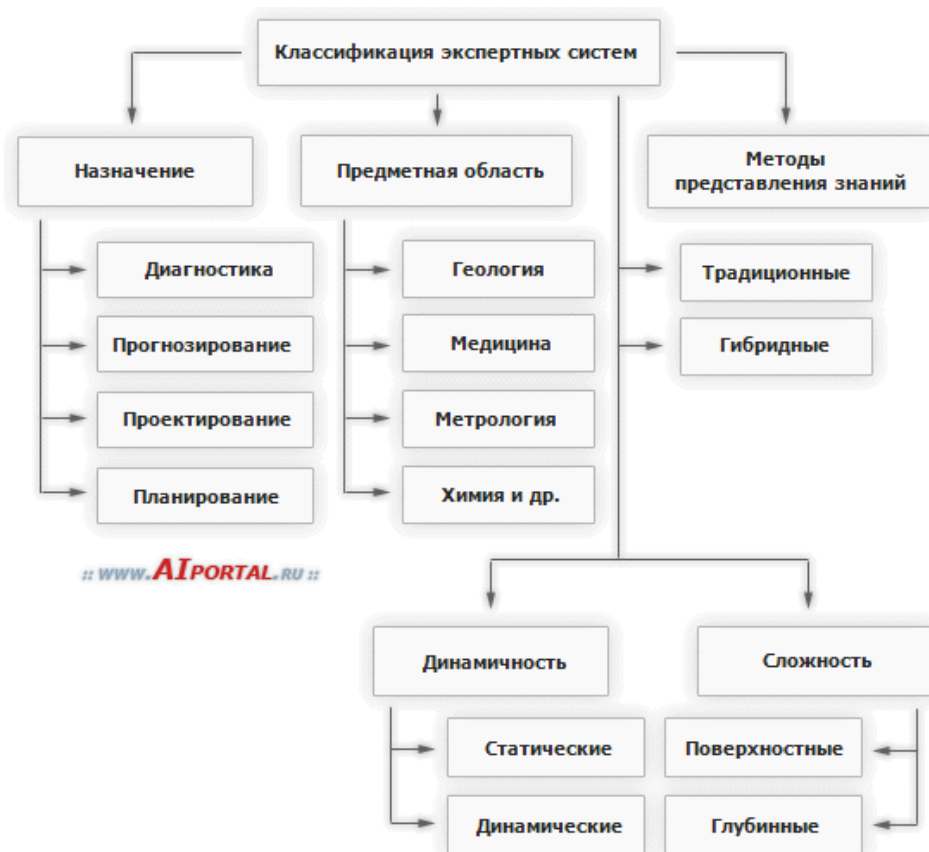 Классификация экспертных систем
Назначение
Предметная область
Методы
представления знаний
Диагностика
Геология
Традиционные
Прогнозирование
Медицина
Гибридные
Проектирование
Метрология
Планирование
Химия и др.
:: www.AIPORTAL.RU ::
Динамичность
Сложность
Статические
Поверхностные
Динамические
Глубинные